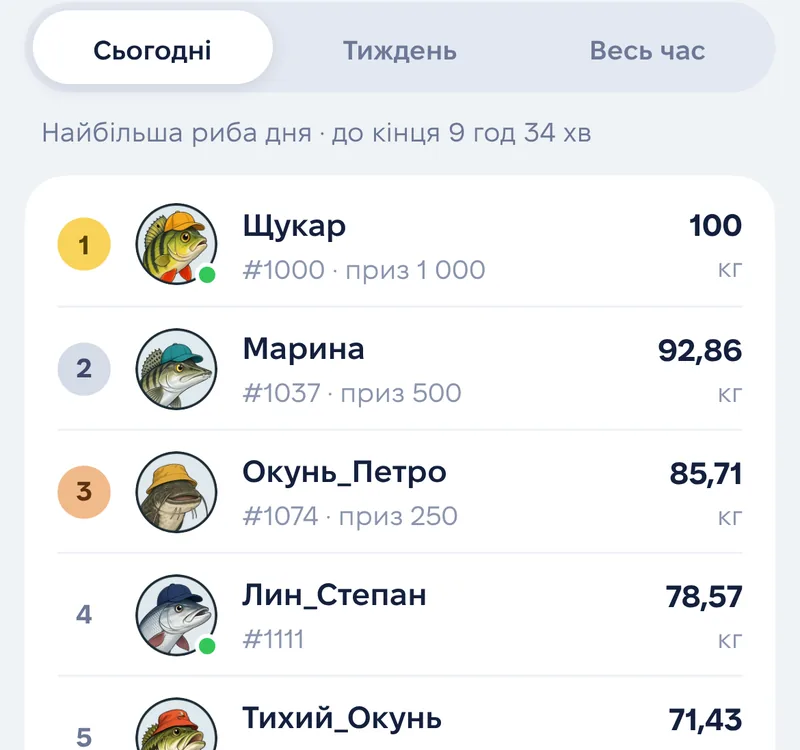 Сьогодні Тиждень Весь час
Найбільша риба дня · до кінця 9 год 34 хв
1 Щукар 100
#1000 · приз 1 000 кг
2 Марина 92,86
#1037 · приз 500 кг
3 Окунь_Петро 85,71
#1074 · приз 250 кг
4 Лин_Степан 78,57
#1111 кг
5 Тихий_Окунь 71,43